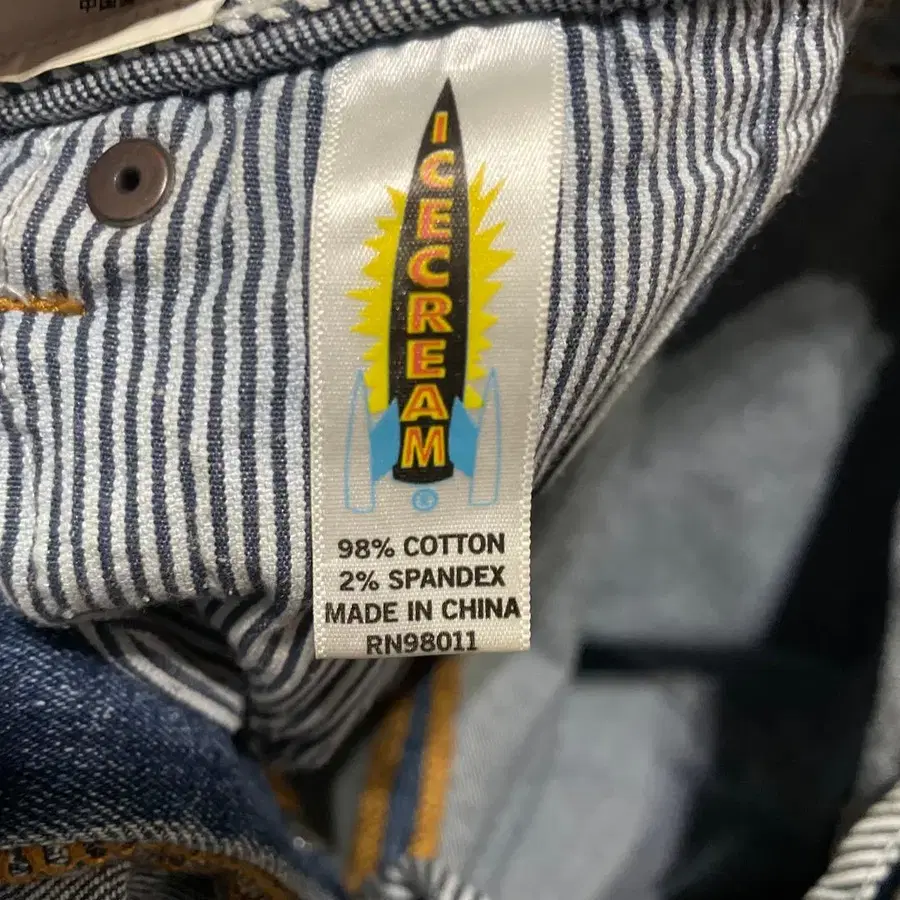 ICECREAM
98% COTTON
2% SPANDEX
MADE IN CHINA
RN98011